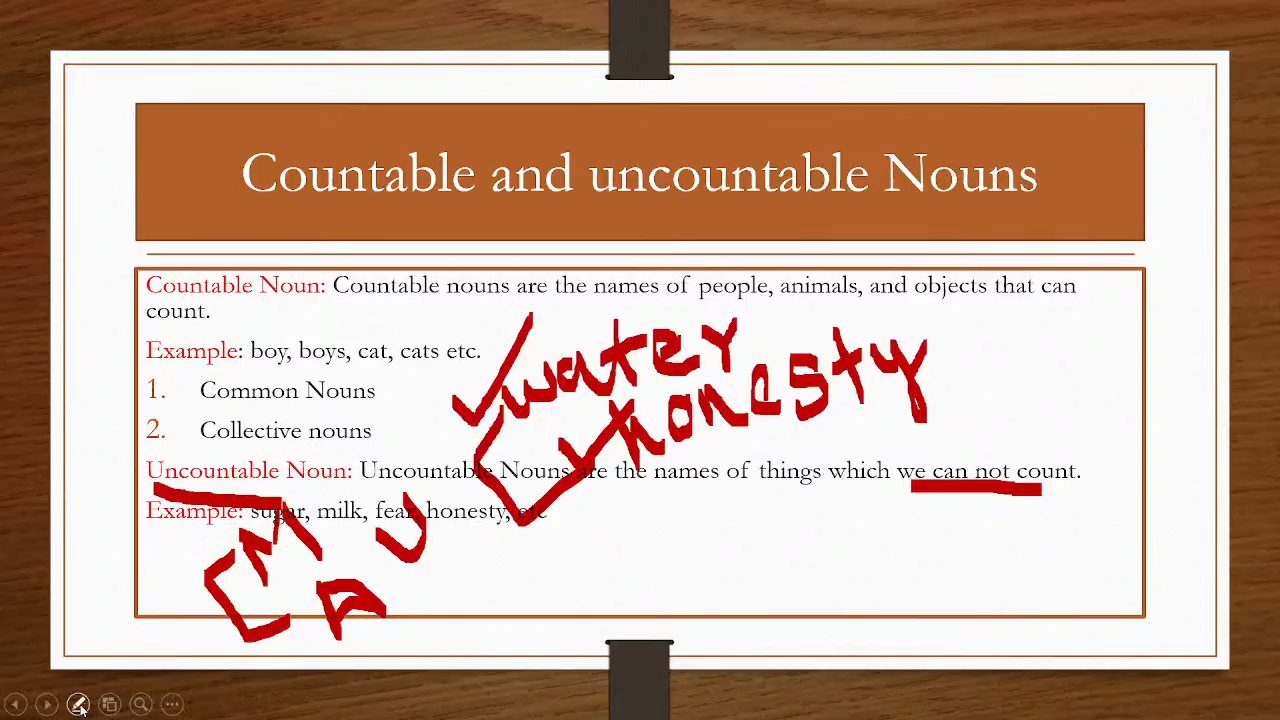 Countable and uncountable Nouns
Countable Noun: Countable nouns are the names of people, animals, and objects that can
count.
water
Example: boy, boys, cat, cats etc.
honesty
1. Common Nouns
2. Collective nouns
Uncountable Noun: Uncountable Nouns are the names of things which we can not count.
Example: sugar, milk, fear, honesty, etc
M
U
A